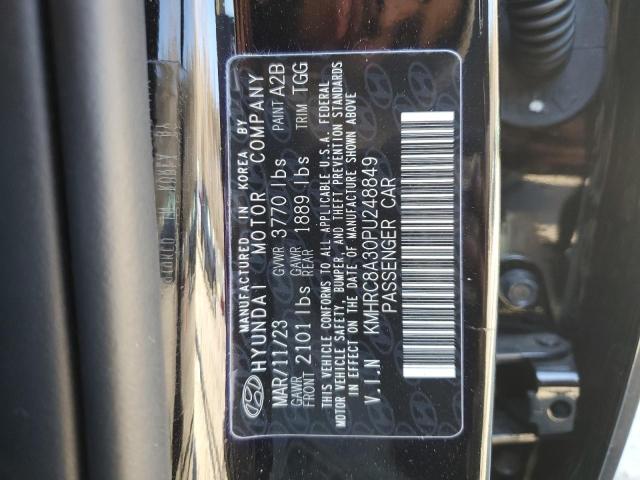 MANUFACTURED IN KOREA BY
HYUNDAI MOTOR COMPANY
MAR/11/23 GVWR 3770 lbs PAINT A2B
GAWR FRONT 2101 lbs GAWR REAR 1889 lbs TRIM TGG
THIS VEHICLE CONFORMS TO ALL APPLICABLE U.S.A. FEDERAL
MOTOR VEHICLE SAFETY, BUMPER, AND THEFT PREVENTION STANDARDS
IN EFFECT ON THE DATE OF MANUFACTURE SHOWN ABOVE
V.I.N KMHRC8A30PU248849
PASSENGER CAR